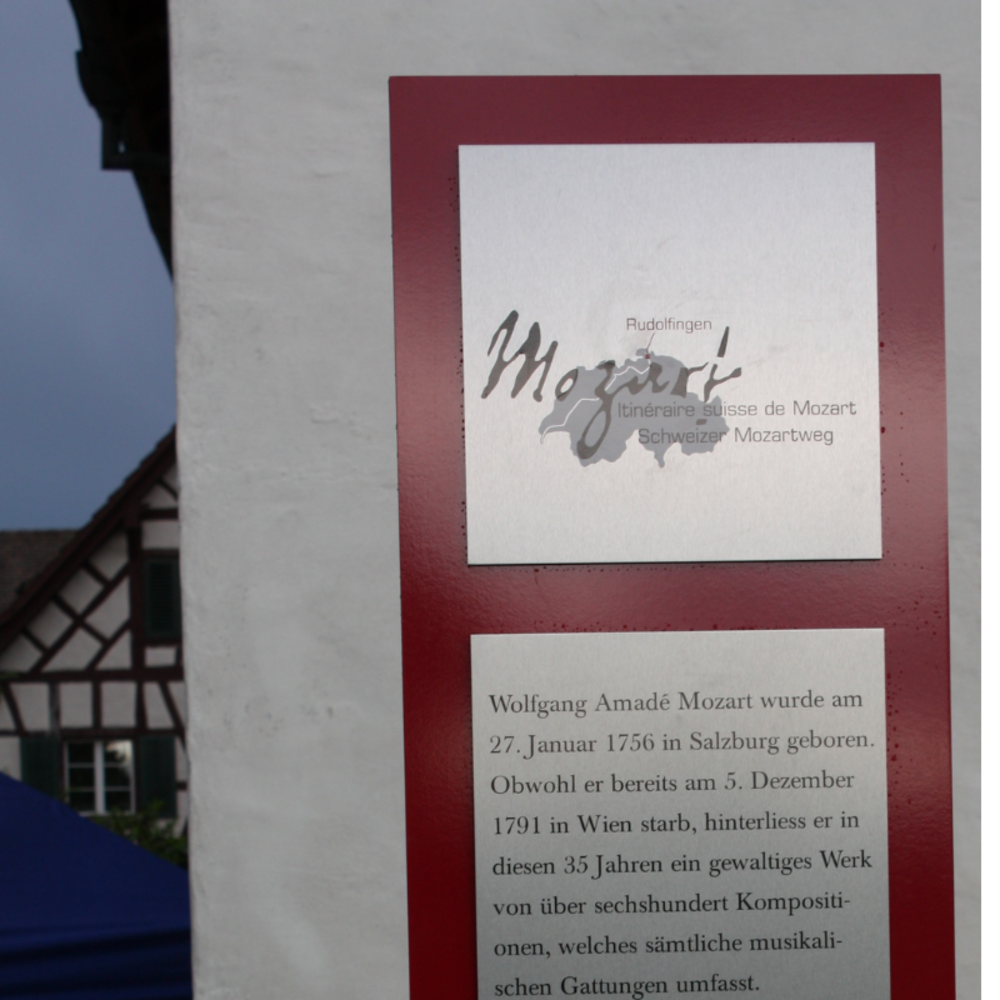 Rudolfingen
Mozart
Itinéraire suisse de Mozart
Schweizer Mozartweg
Wolfgang Amadé Mozart wurde am
27. Januar 1756 in Salzburg geboren.
Obwohl er bereits am 5. Dezember
1791 in Wien starb, hinterliess er in
diesen 35 Jahren ein gewaltiges Werk
von über sechshundert Kompositi-
onen, welches sämtliche musikali-
schen Gattungen umfasst.